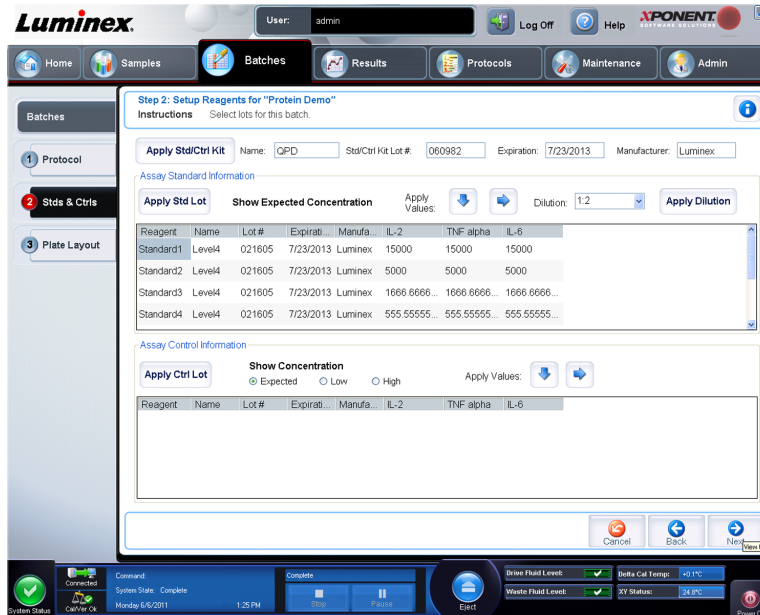 Luminex.
User: admin
Log Off
Help
XPONENT.
SOFTWARE SOLUTIONS
Home
Samples
Batches
Results
Protocols
Maintenance
Admin
Batches
1 Protocol
2 Stds & Ctrls
3 Plate Layout
Step 2: Setup Reagents for "Protein Demo"
Instructions Select lots for this batch.
Apply Std/Ctrl Kit Name: QPD Std/Ctrl Kit Lot #: 060982 Expiration: 7/23/2013 Manufacturer: Luminex
Assay Standard Information
Apply Std Lot Show Expected Concentration Apply Values: Dilution: 1:2 Apply Dilution
Reagent Name Lot # Expirati... Manufa... IL-2 TNF alpha IL-6
Standard1 Level4 021605 7/23/2013 Luminex 15000 15000 15000
Standard2 Level4 021605 7/23/2013 Luminex 5000 5000 5000
Standard3 Level4 021605 7/23/2013 Luminex 1666.6666... 1666.6666... 1666.6666...
Standard4 Level4 021605 7/23/2013 Luminex 555.55555... 555.55555... 555.55555...
Assay Control Information
Apply Ctrl Lot Show Concentration
Expected Low High Apply Values:
Reagent Name Lot # Expirati... Manufa... IL-2 TNF alpha IL-6
Cancel
Back
Next
View
System Status
Connected
Cal/Ver Ok
Command:
System State: Complete
Monday 6/6/2011 1:25 PM
Complete
Stop
Pause
Eject
Drive Fluid Level:
Waste Fluid Level:
Delta Cal Temp: +0.1°C
XY Status: 24.8°C
Power